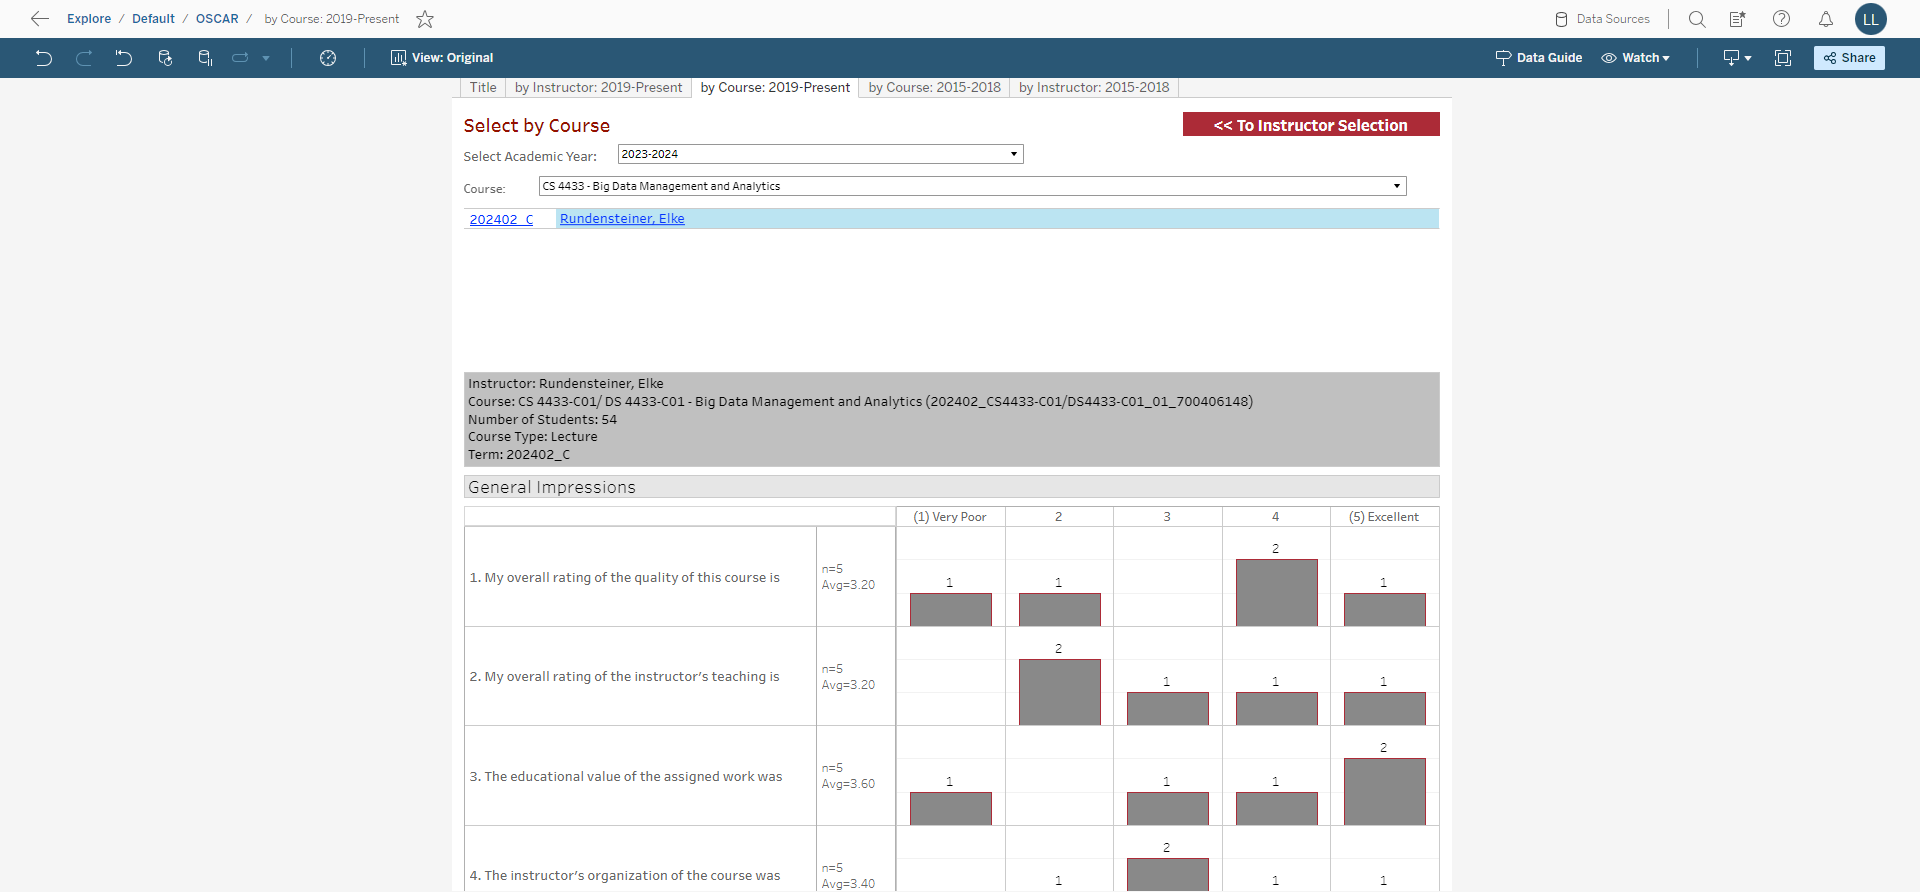 Explore / Default / OSCAR / by Course: 2019-Present
Data Sources
LL
View: Original
Data Guide
Watch
Share
Title
by Instructor: 2019-Present
by Course: 2019-Present
by Course: 2015-2018
by Instructor: 2015-2018
Select by Course
<< To Instructor Selection
Select Academic Year:
2023-2024
Course:
CS 4433 - Big Data Management and Analytics
202402_C
Rundensteiner, Elke
Instructor: Rundensteiner, Elke
Course: CS 4433-C01/ DS 4433-C01 - Big Data Management and Analytics (202402_CS4433-C01/DS4433-C01_01_700406148)
Number of Students: 54
Course Type: Lecture
Term: 202402_C
General Impressions
(1) Very Poor
2
3
4
(5) Excellent
1. My overall rating of the quality of this course is
n=5
Avg=3.20
1
1
2
1
2. My overall rating of the instructor's teaching is
n=5
Avg=3.20
2
1
1
1
3. The educational value of the assigned work was
n=5
Avg=3.60
1
1
1
2
4. The instructor's organization of the course was
n=5
Avg=3.40
1
2
1
1